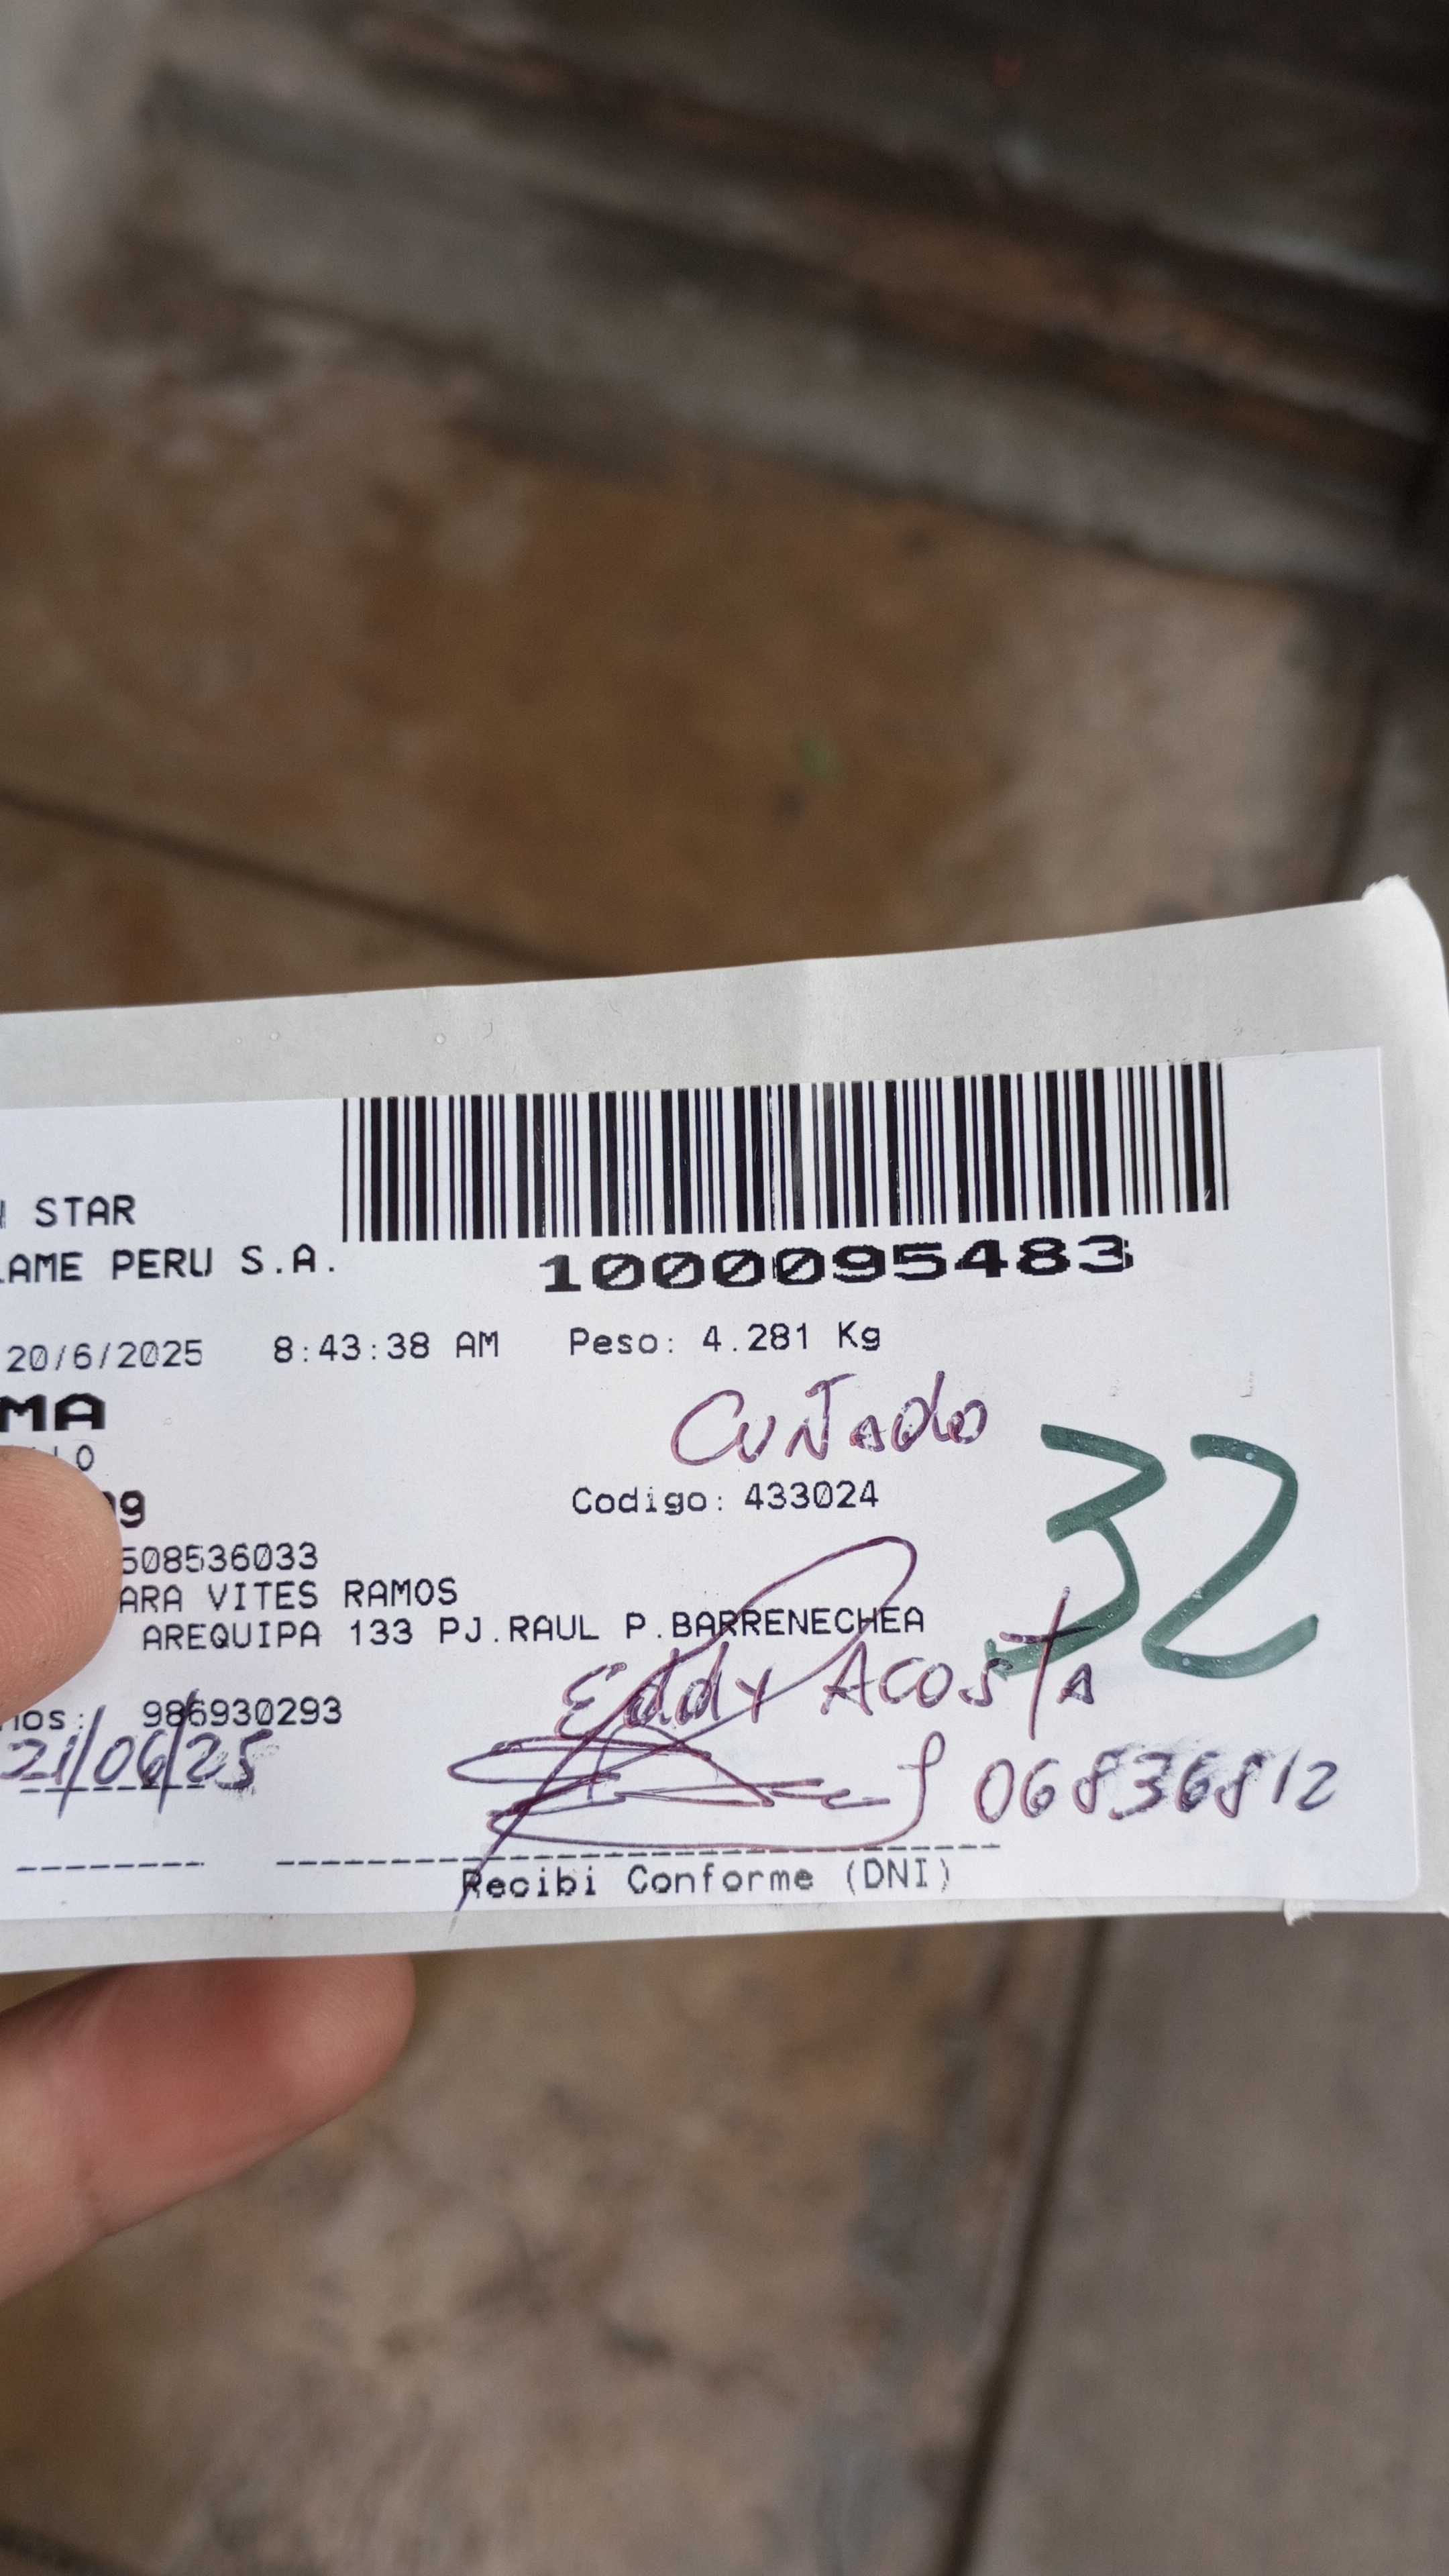 STAR
LAME PERU S.A.
1000095483
20/6/2025 8:43:38 AM Peso: 4.281 Kg
MA
CUÑado
32
Codigo: 433024
508536033
ARA VITES RAMOS
AREQUIPA 133 PJ.RAUL P.BARRENECHEA
Eddy ACOSTA
nos: 986930293
21/06/25
06836812
Recibi Conforme (DNI)